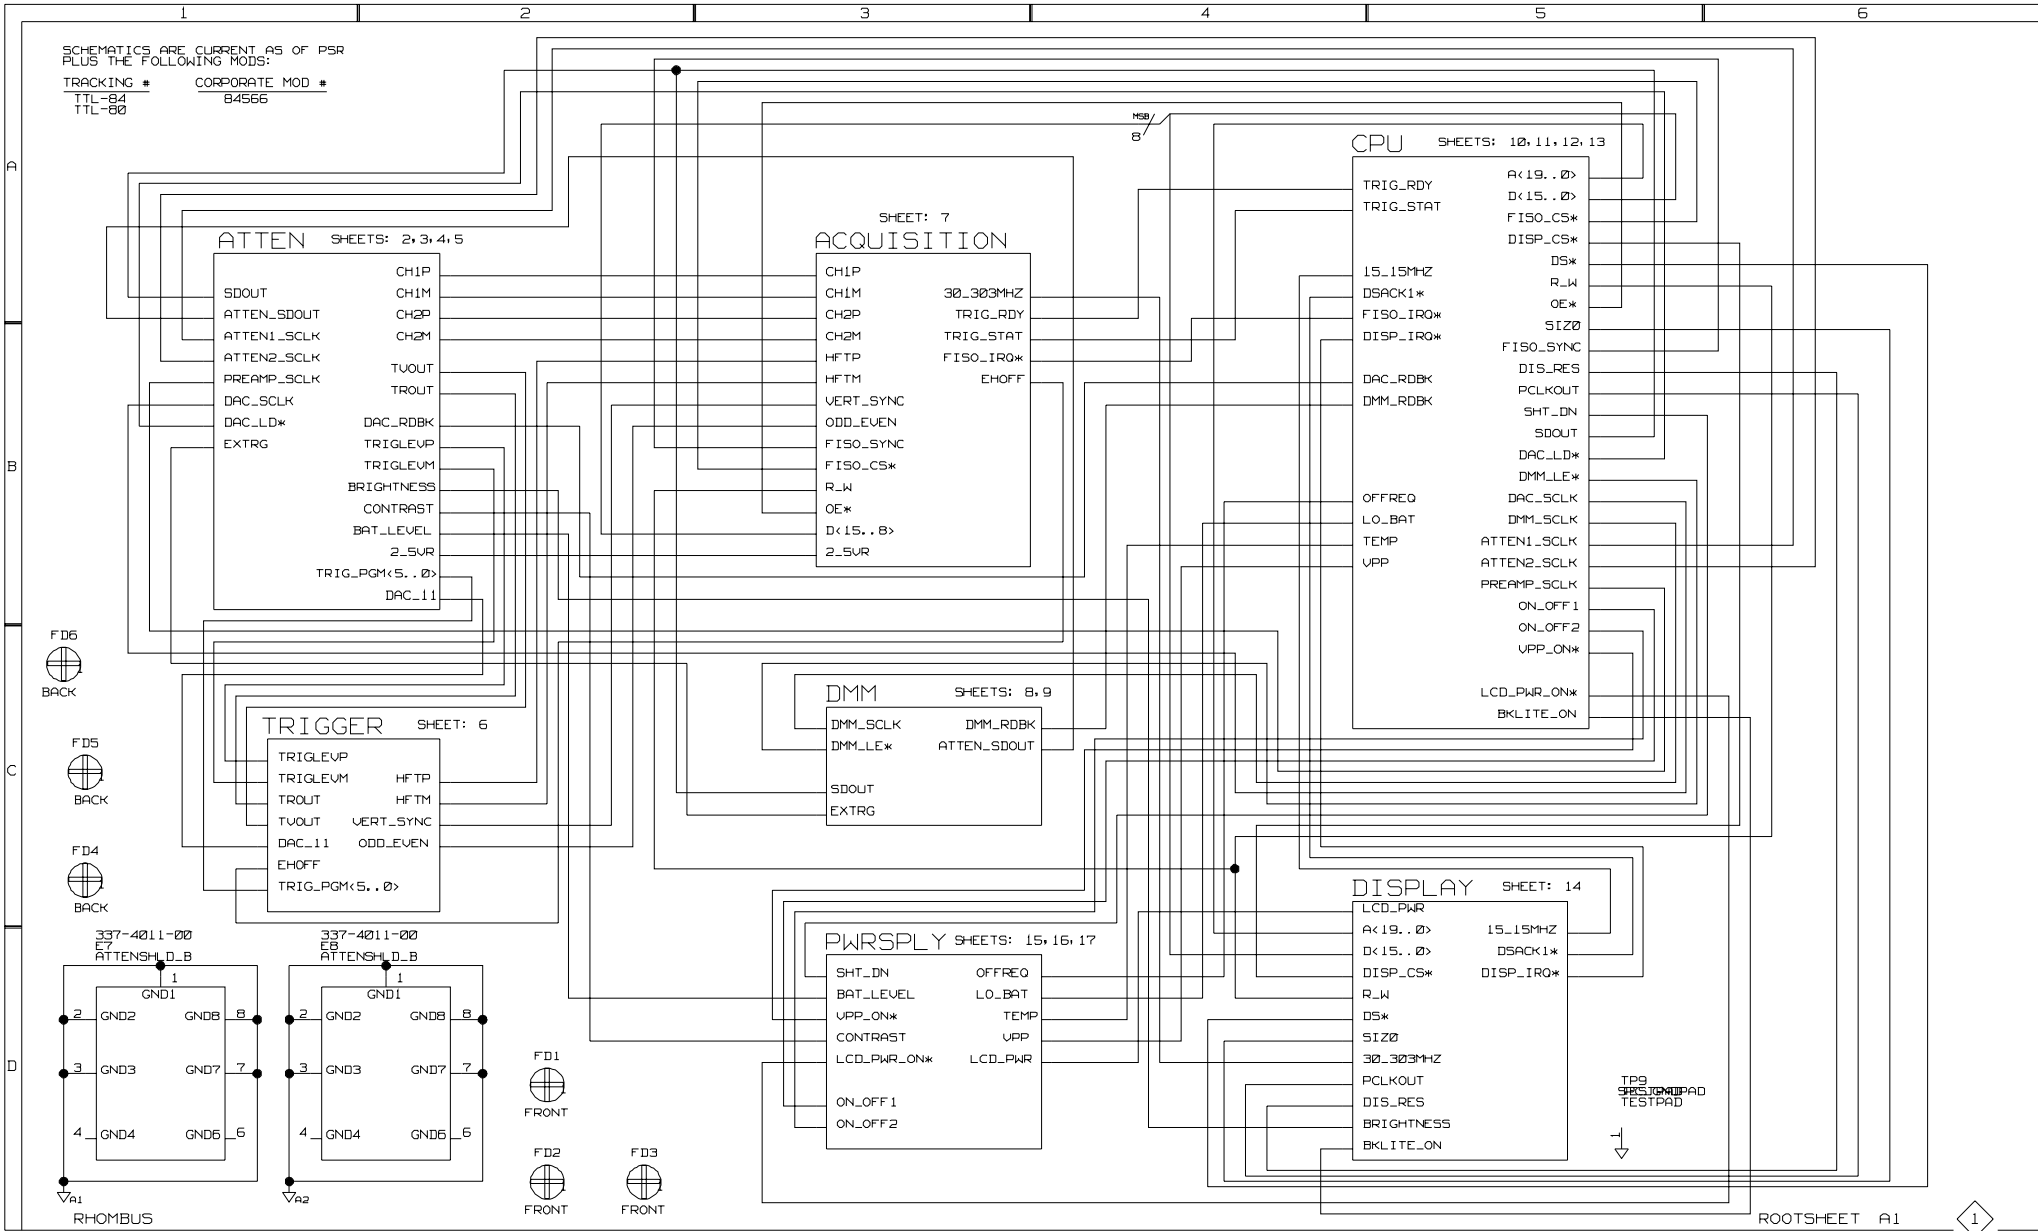 1 2 3 4 5 6
SCHEMATICS ARE CURRENT AS OF PSR
PLUS THE FOLLOWING MODS:
TRACKING # CORPORATE MOD #
TTL-84 84566
TTL-80
A
B
C
D
MSB
8
ATTEN SHEETS: 2,3,4,5
SDOUT
ATTEN_SDOUT
ATTEN1_SCLK
ATTEN2_SCLK
PREAMP_SCLK
DAC_SCLK
DAC_LD*
EXTRG
CH1P
CH1M
CH2P
CH2M
TVOUT
TROUT
DAC_RDBK
TRIGLEVP
TRIGLEVM
BRIGHTNESS
CONTRAST
BAT_LEVEL
2_5VR
TRIG_PGM<5..0>
DAC_11
SHEET: 7
ACQUISITION
CH1P
CH1M
CH2P
CH2M
HFTP
HFTM
VERT_SYNC
ODD_EVEN
FISO_SYNC
FISO_CS*
R_W
OE*
D<15..8>
2_5VR
30_303MHZ
TRIG_RDY
TRIG_STAT
FISO_IRQ*
EHOFF
CPU SHEETS: 10,11,12,13
TRIG_RDY
TRIG_STAT
15_15MHZ
DSACK1*
FISO_IRQ*
DISP_IRQ*
DAC_RDBK
DMM_RDBK
OFFREQ
LO_BAT
TEMP
VPP
A<19..0>
D<15..0>
FISO_CS*
DISP_CS*
DS*
R_W
OE*
SIZ0
FISO_SYNC
DIS_RES
PCLKOUT
SHT_DN
SDOUT
DAC_LD*
DMM_LE*
DAC_SCLK
DMM_SCLK
ATTEN1_SCLK
ATTEN2_SCLK
PREAMP_SCLK
ON_OFF1
ON_OFF2
VPP_ON*
LCD_PWR_ON*
BKLITE_ON
FD6
1
BACK
FD5
1
BACK
FD4
1
BACK
TRIGGER SHEET: 6
TRIGLEVP
TRIGLEVM
TROUT
TVOUT
DAC_11
EHOFF
TRIG_PGM<5..0>
HFTP
HFTM
VERT_SYNC
ODD_EVEN
DMM SHEETS: 8,9
DMM_SCLK
DMM_LE*
SDOUT
EXTRG
DMM_RDBK
ATTEN_SDOUT
PWRSPLY SHEETS: 15,16,17
SHT_DN
BAT_LEVEL
VPP_ON*
CONTRAST
LCD_PWR_ON*
ON_OFF1
ON_OFF2
OFFREQ
LO_BAT
TEMP
VPP
LCD_PWR
DISPLAY SHEET: 14
LCD_PWR
A<19..0>
D<15..0>
DISP_CS*
R_W
DS*
SIZ0
30_303MHZ
PCLKOUT
DIS_RES
BRIGHTNESS
BKLITE_ON
15_15MHZ
DSACK1*
DISP_IRQ*
337-4011-00
E7
ATTENSHLD_B
1
GND1
2 GND2 GND8 8
3 GND3 GND7 7
4 GND4 GND6 6
A1
337-4011-00
E8
ATTENSHLD_B
1
GND1
2 GND2 GND8 8
3 GND3 GND7 7
4 GND4 GND6 6
A2
FD1
1
FRONT
FD2
1
FRONT
FD3
1
FRONT
TP9
TESTPAD
1
RHOMBUS
ROOTSHEET A1 1